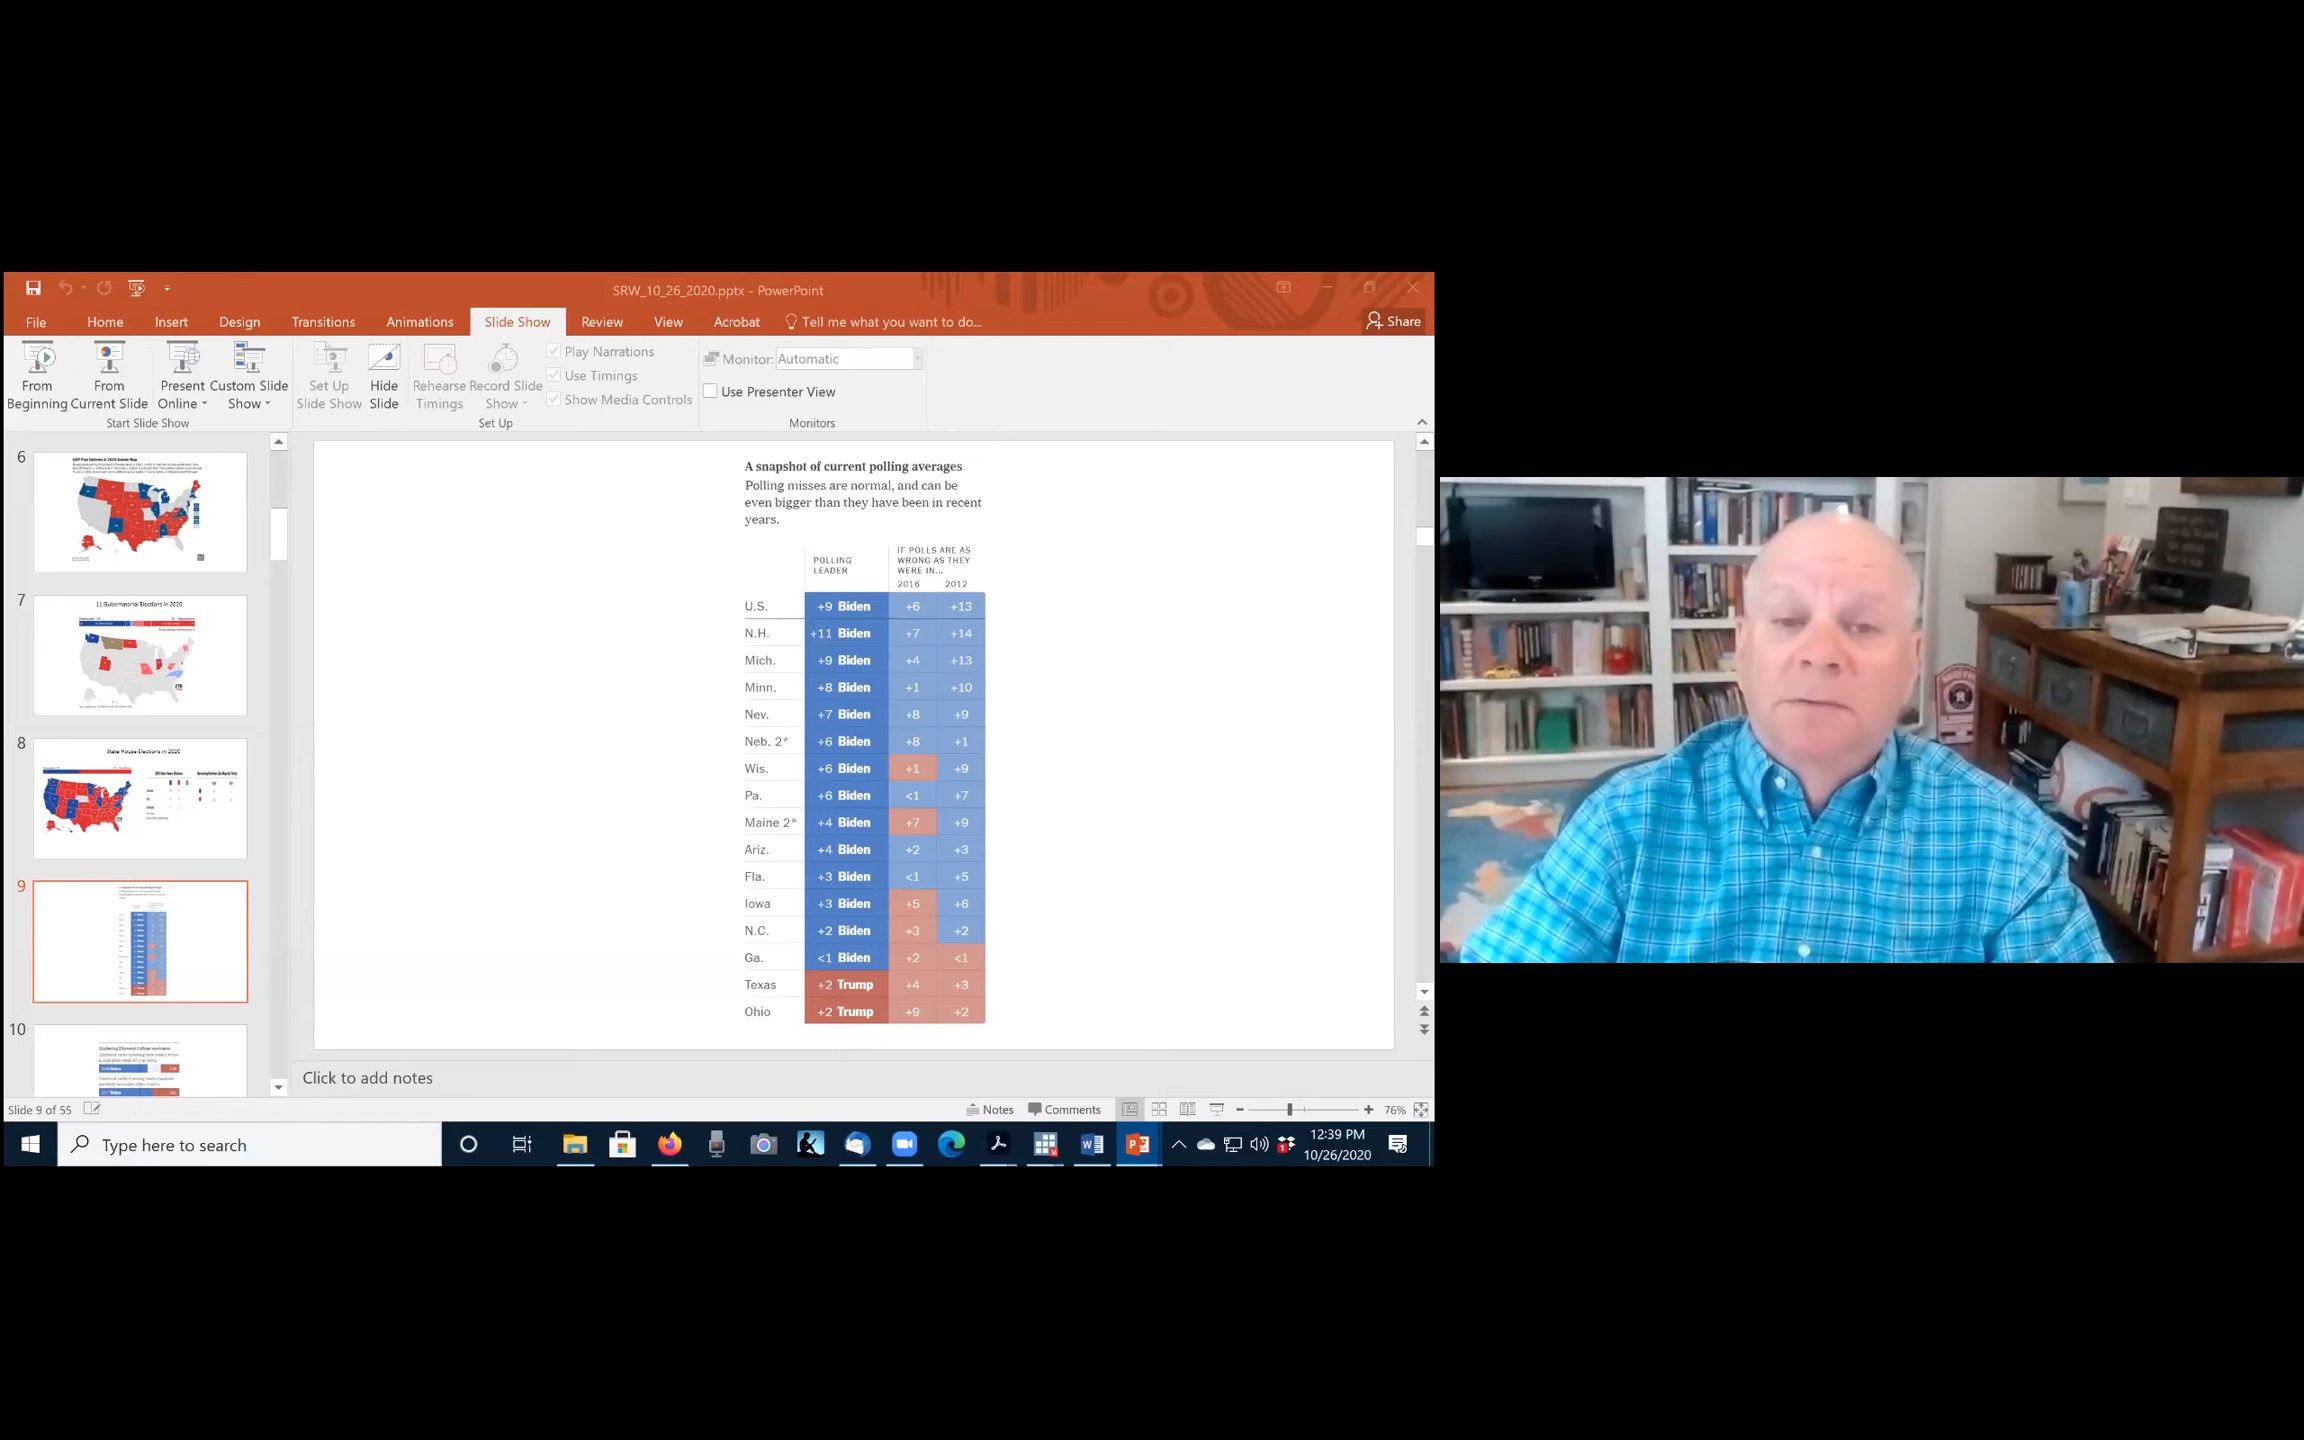 SRW_10_26_2020.pptx - PowerPoint
File Home Insert Design Transitions Animations Slide Show Review View Acrobat Tell me what you want to do... Share
From Beginning
From Current Slide
Present Online
Custom Slide Show
Start Slide Show
Set Up Slide Show
Hide Slide
Rehearse Timings
Record Slide Show
Play Narrations
Use Timings
Show Media Controls
Set Up
Monitor: Automatic
Use Presenter View
Monitors
6
7
11 Gubernatorial Elections in 2020
8
State House Elections in 2020
9
10
A snapshot of current polling averages
Polling misses are normal, and can be
even bigger than they have been in recent
years.
POLLING
LEADER
IF POLLS ARE AS
WRONG AS THEY
WERE IN...
2016 2012
U.S. +9 Biden +6 +13
N.H. +11 Biden +7 +14
Mich. +9 Biden +4 +13
Minn. +8 Biden +1 +10
Nev. +7 Biden +8 +9
Neb. 2* +6 Biden +8 +1
Wis. +6 Biden +1 +9
Pa. +6 Biden <1 +7
Maine 2* +4 Biden +7 +9
Ariz. +4 Biden +2 +3
Fla. +3 Biden <1 +5
Iowa +3 Biden +5 +6
N.C. +2 Biden +3 +2
Ga. <1 Biden +2 <1
Texas +2 Trump +4 +3
Ohio +2 Trump +9 +2
Click to add notes
Slide 9 of 55 Notes Comments 76%
Type here to search
12:39 PM
10/26/2020